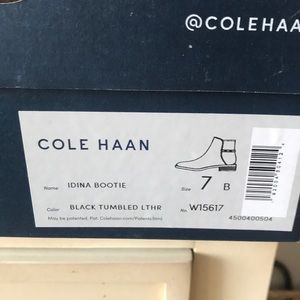 @COLEHAA
COLE HAAN
Name: IDINA BOOTIE
Size 7 B
Color BLACK TUMBLED LTHR
No. W15617
May be patented, Pat: Colehaan.com/Patents.html
4500400504